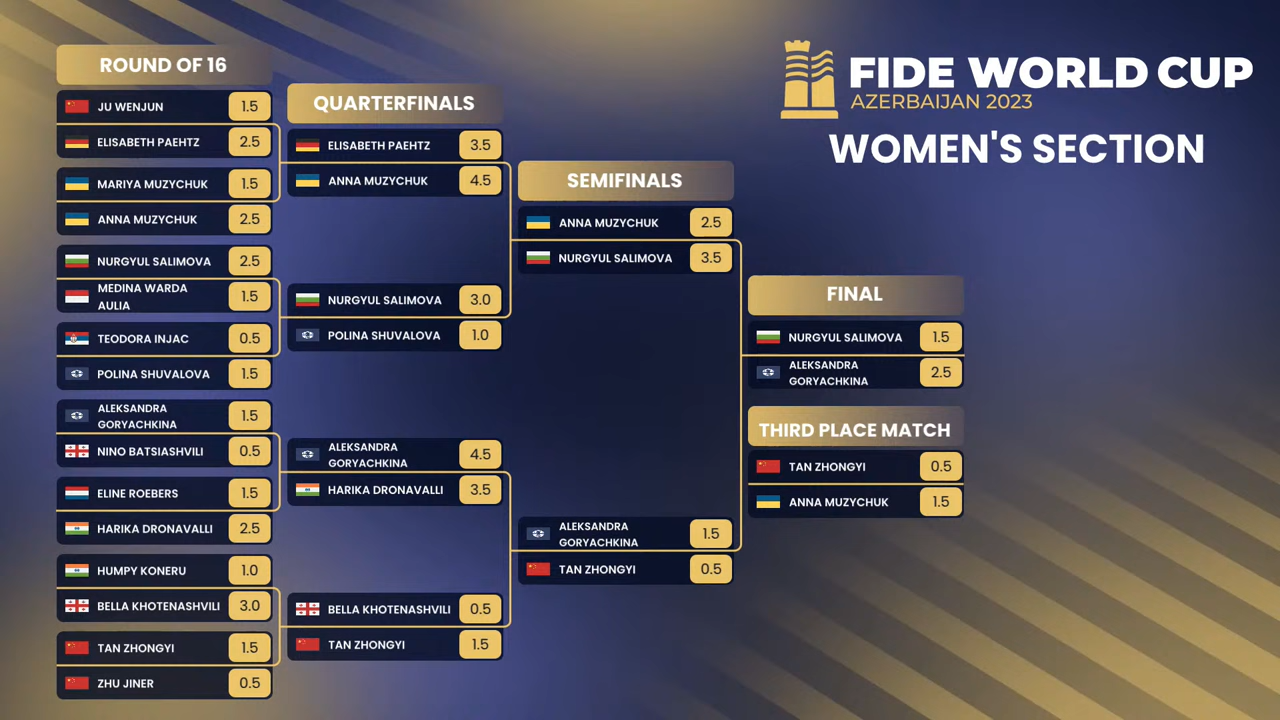 FIDE WORLD CUP
AZERBAIJAN 2023
WOMEN'S SECTION
ROUND OF 16
JU WENJUN 1.5
ELISABETH PAEHTZ 2.5
MARIYA MUZYCHUK 1.5
ANNA MUZYCHUK 2.5
NURGYUL SALIMOVA 2.5
MEDINA WARDA
AULIA 1.5
TEODORA INJAC 0.5
POLINA SHUVALOVA 1.5
ALEKSANDRA
GORYACHKINA 1.5
NINO BATSIASHVILI 0.5
ELINE ROEBERS 1.5
HARIKA DRONAVALLI 2.5
HUMPY KONERU 1.0
BELLA KHOTENASHVILI 3.0
TAN ZHONGYI 1.5
ZHU JINER 0.5
QUARTERFINALS
ELISABETH PAEHTZ 3.5
ANNA MUZYCHUK 4.5
NURGYUL SALIMOVA 3.0
POLINA SHUVALOVA 1.0
ALEKSANDRA
GORYACHKINA 4.5
HARIKA DRONAVALLI 3.5
BELLA KHOTENASHVILI 0.5
TAN ZHONGYI 1.5
SEMIFINALS
ANNA MUZYCHUK 2.5
NURGYUL SALIMOVA 3.5
ALEKSANDRA
GORYACHKINA 1.5
TAN ZHONGYI 0.5
FINAL
NURGYUL SALIMOVA 1.5
ALEKSANDRA
GORYACHKINA 2.5
THIRD PLACE MATCH
TAN ZHONGYI 0.5
ANNA MUZYCHUK 1.5